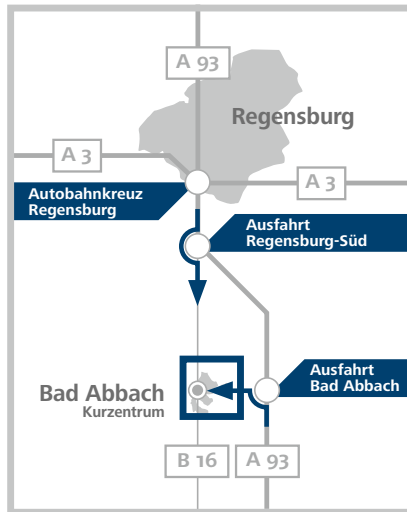 A 93
Regensburg
A 3
A 3
Autobahnkreuz
Regensburg
Ausfahrt
Regensburg-Süd
Ausfahrt
Bad Abbach
Bad Abbach
Kurzentrum
B 16
A 93